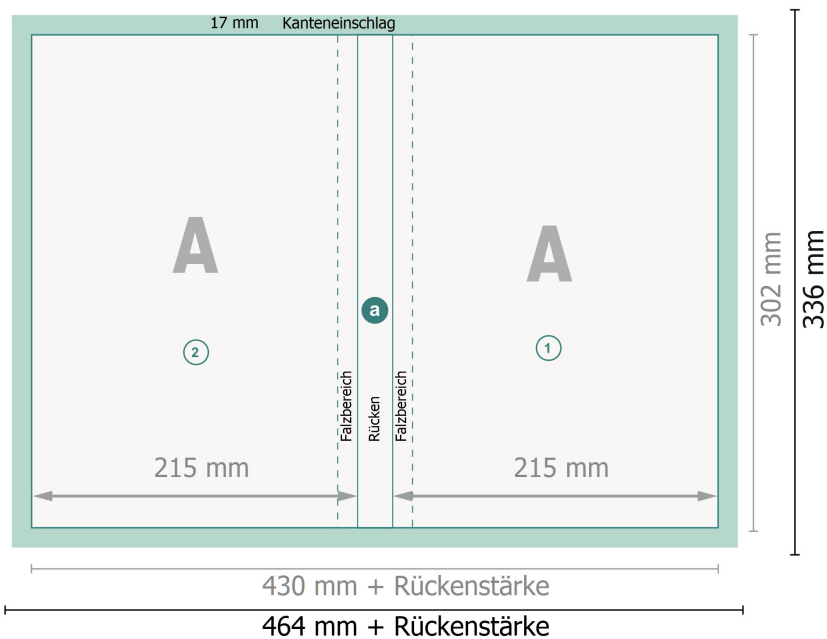 17 mm Kanteneinschlag
A
A
302 mm
336 mm
a
2
1
Falzbereich
Rücken
Falzbereich
215 mm
215 mm
430 mm + Rückenstärke
464 mm + Rückenstärke